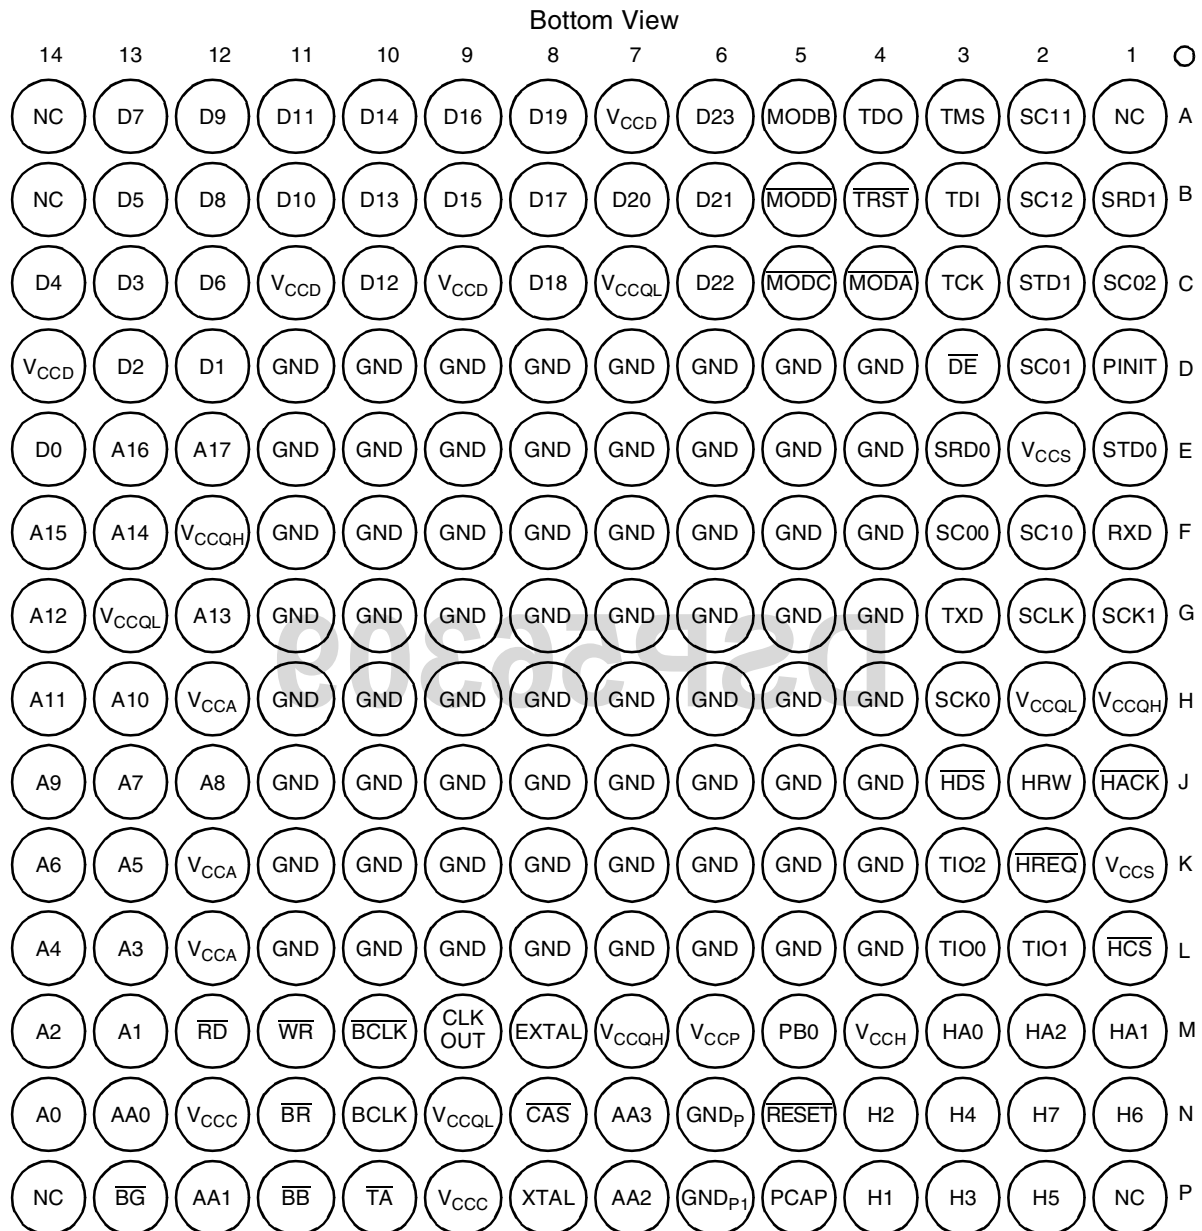 Bottom View
14 13 12 11 10 9 8 7 6 5 4 3 2 1
NC D7 D9 D11 D14 D16 D19 VCCD D23 MODB TDO TMS SC11 NC A
NC D5 D8 D10 D13 D15 D17 D20 D21 MODD TRST TDI SC12 SRD1 B
D4 D3 D6 VCCD D12 VCCD D18 VCCQL D22 MODC MODA TCK STD1 SC02 C
VCCD D2 D1 GND GND GND GND GND GND GND GND DE SC01 PINIT D
D0 A16 A17 GND GND GND GND GND GND GND GND SRD0 VCCS STD0 E
A15 A14 VCCQH GND GND GND GND GND GND GND GND SC00 SC10 RXD F
A12 VCCQL A13 GND GND GND GND GND GND GND GND TXD SCLK SCK1 G
DSP56309
A11 A10 VCCA GND GND GND GND GND GND GND GND SCK0 VCCQL VCCQH H
A9 A7 A8 GND GND GND GND GND GND GND GND HDS HRW HACK J
A6 A5 VCCA GND GND GND GND GND GND GND GND TIO2 HREQ VCCS K
A4 A3 VCCA GND GND GND GND GND GND GND GND TIO0 TIO1 HCS L
A2 A1 RD WR BCLK CLK OUT EXTAL VCCQH VCCP PB0 VCCH HA0 HA2 HA1 M
A0 AA0 VCCC BR BCLK VCCQL CAS AA3 GNDP RESET H2 H4 H7 H6 N
NC BG AA1 BB TA VCCC XTAL AA2 GNDP1 PCAP H1 H3 H5 NC P